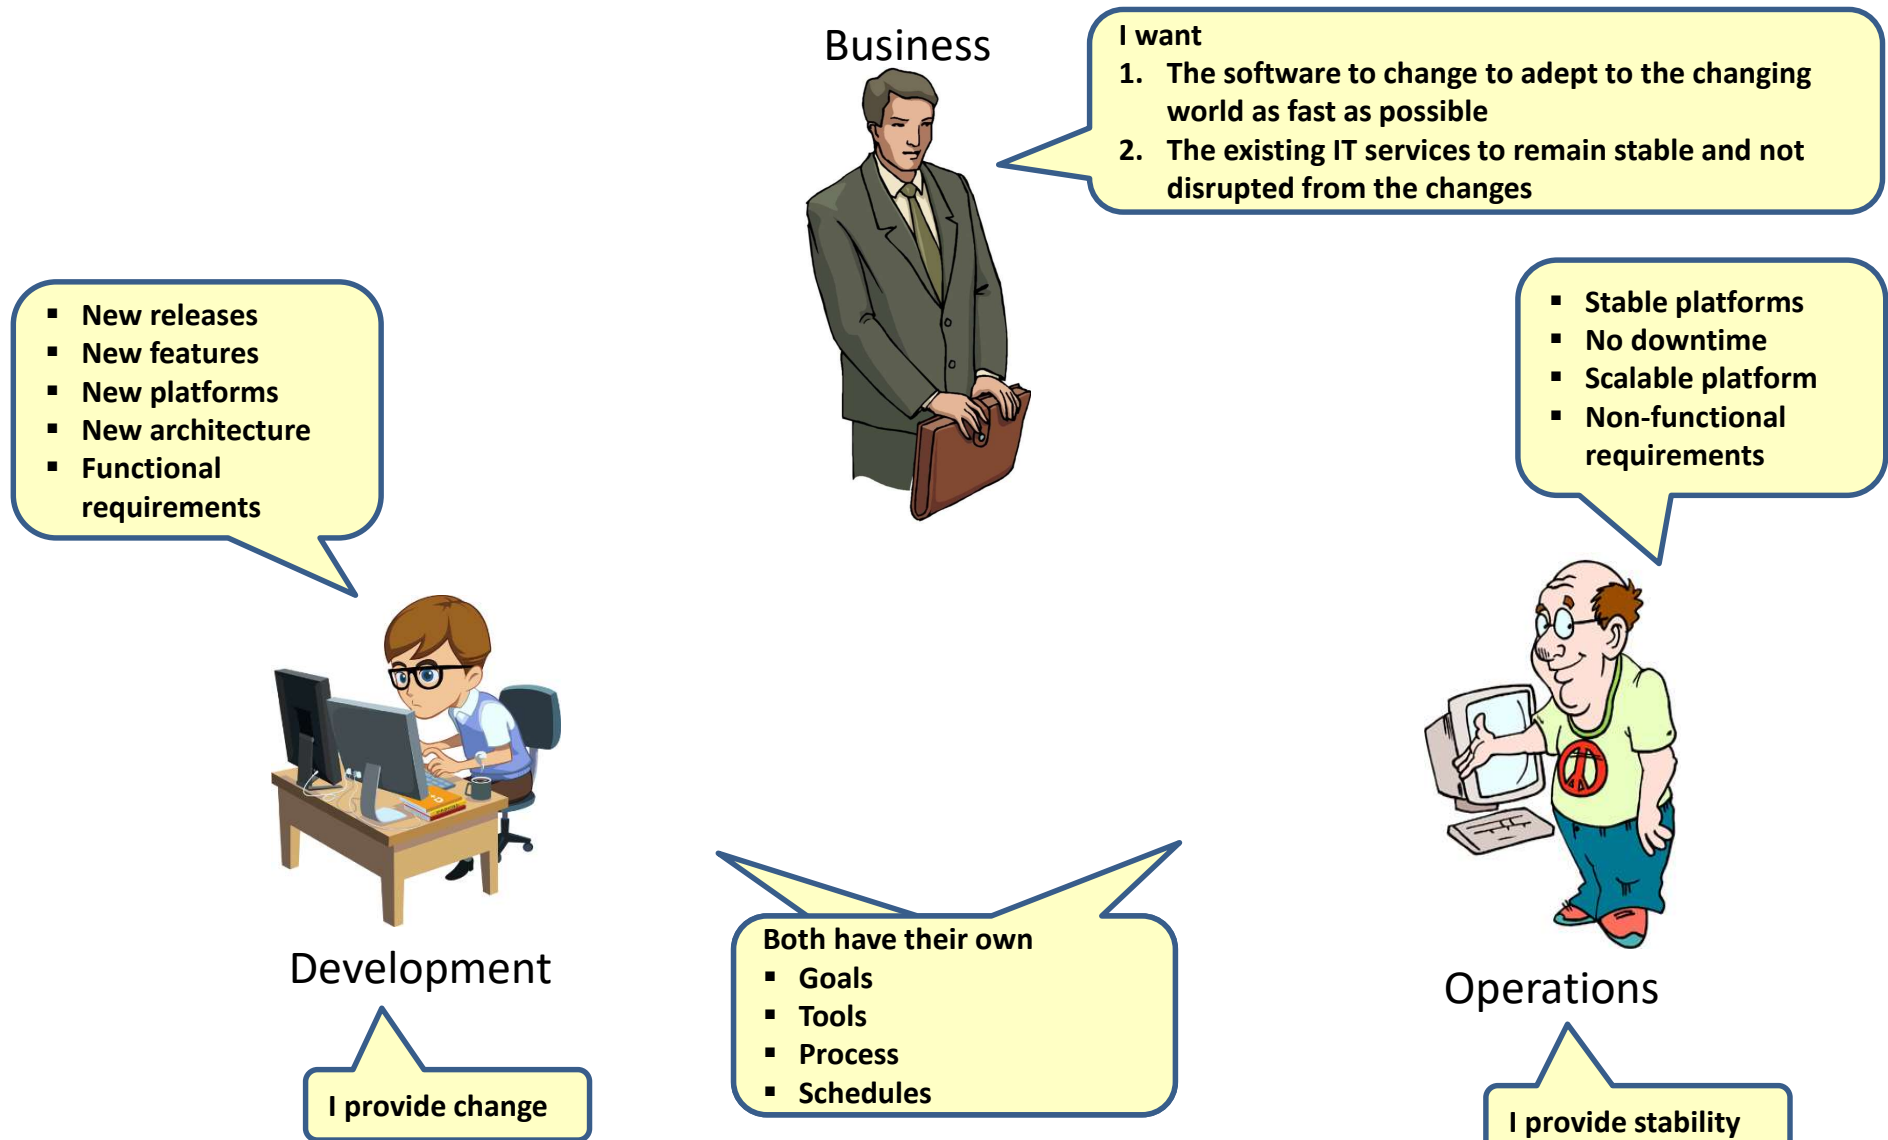 Business
I want
1. The software to change to adept to the changing
world as fast as possible
2. The existing IT services to remain stable and not
disrupted from the changes
▪ New releases
▪ New features
▪ New platforms
▪ New architecture
▪ Functional
requirements
▪ Stable platforms
▪ No downtime
▪ Scalable platform
▪ Non-functional
requirements
Development
Both have their own
▪ Goals
▪ Tools
▪ Process
▪ Schedules
Operations
I provide change
I provide stability